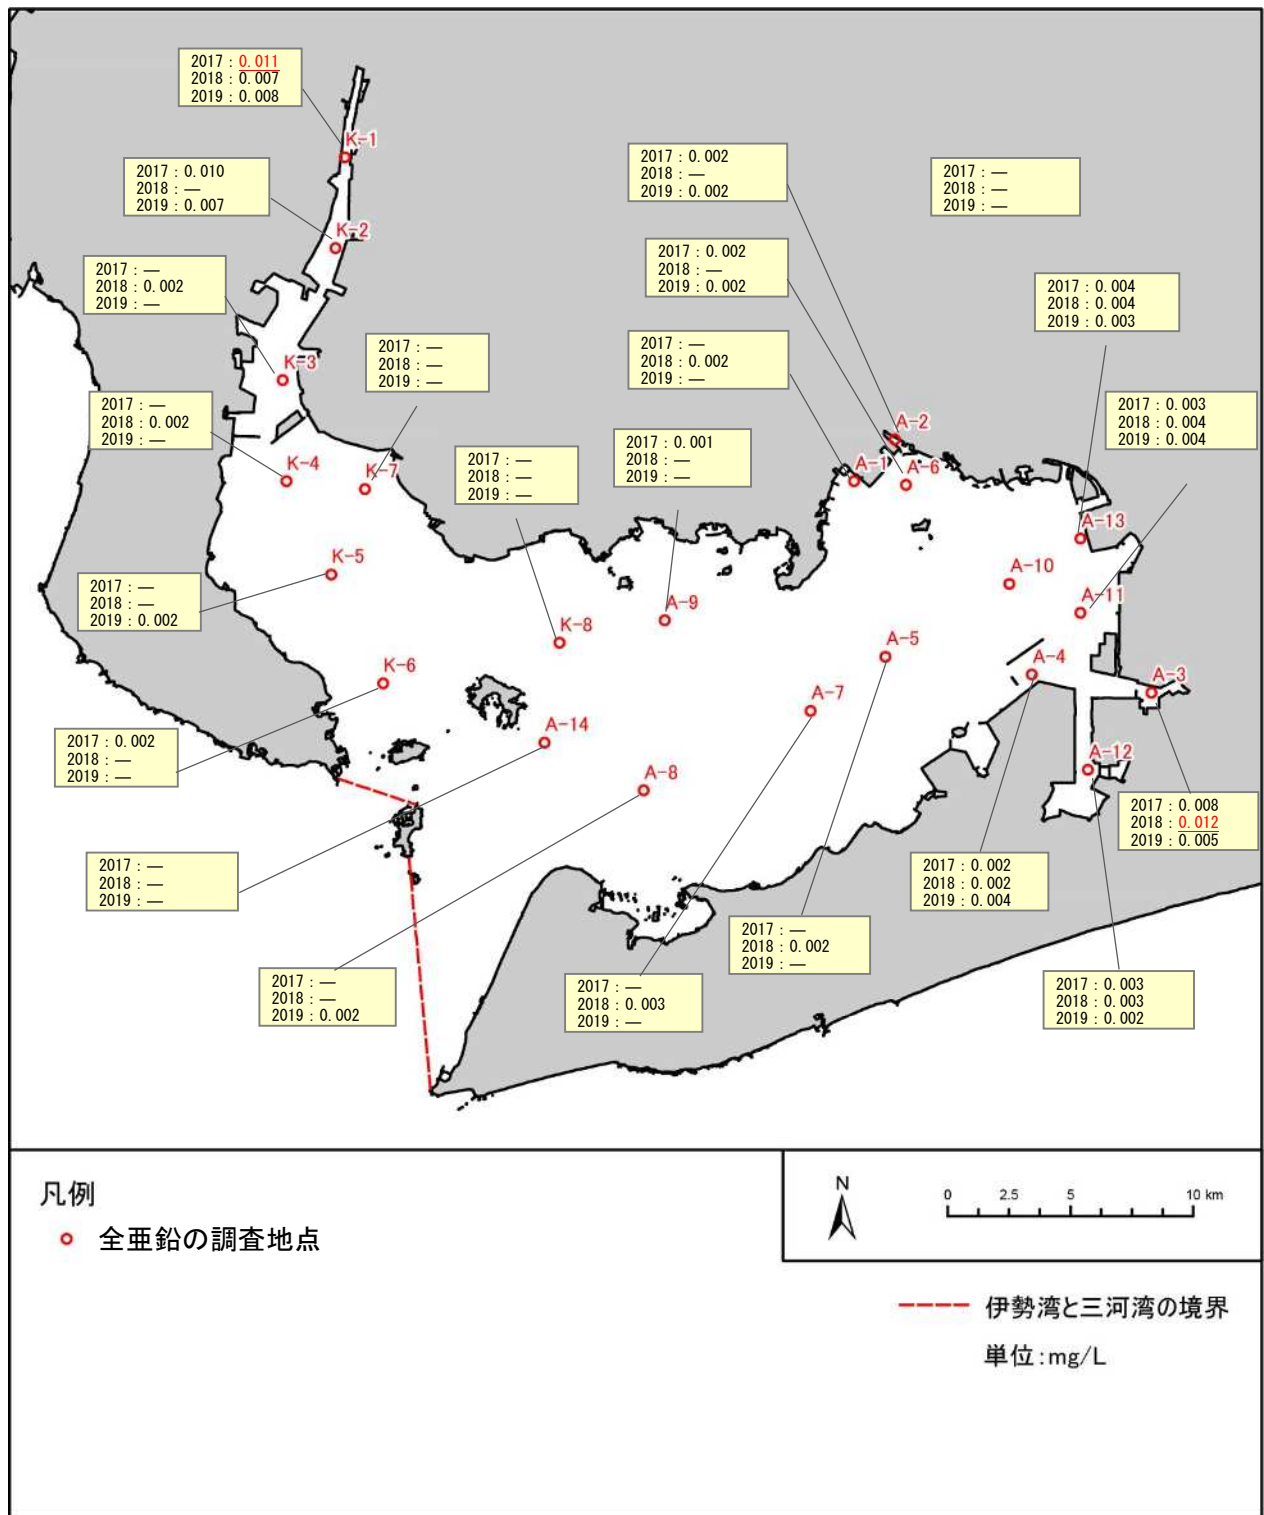 2017 : 0.011
2018 : 0.007
2019 : 0.008
K-1
2017 : 0.010
2018 : —
2019 : 0.007
K-2
2017 : 0.002
2018 : —
2019 : 0.002
2017 : —
2018 : —
2019 : —
2017 : —
2018 : 0.002
2019 : —
K-3
2017 : 0.002
2018 : —
2019 : 0.002
2017 : 0.004
2018 : 0.004
2019 : 0.003
2017 : —
2018 : —
2019 : —
2017 : —
2018 : 0.002
2019 : —
2017 : —
2018 : 0.002
2019 : —
K-4
K-7
2017 : 0.003
2018 : 0.004
2019 : 0.004
2017 : —
2018 : —
2019 : —
2017 : 0.001
2018 : —
2019 : —
A-2
A-1
A-6
A-13
K-5
A-10
2017 : —
2018 : —
2019 : 0.002
A-9
A-11
K-8
A-5
K-6
A-4
A-3
A-7
A-14
2017 : 0.002
2018 : —
2019 : —
A-8
A-12
2017 : 0.008
2018 : 0.012
2019 : 0.005
2017 : —
2018 : —
2019 : —
2017 : 0.002
2018 : 0.002
2019 : 0.004
2017 : —
2018 : 0.002
2019 : —
2017 : —
2018 : —
2019 : 0.002
2017 : —
2018 : 0.003
2019 : —
2017 : 0.003
2018 : 0.003
2019 : 0.002
凡例
全亜鉛の調査地点
N
0 2.5 5 10 km
伊勢湾と三河湾の境界
単位:mg/L